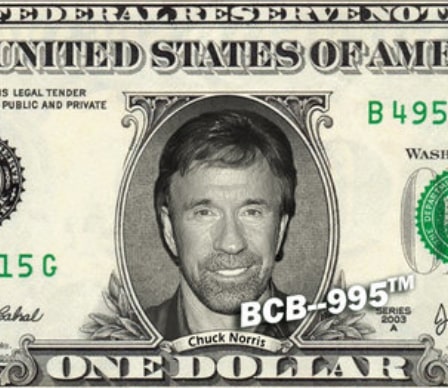 FEDERAL RESERVE NOT
UNITED STATES OF AME
IS LEGAL TENDER
PUBLIC AND PRIVATE
B 495
WASH
15 G
BCB--995™
SERIES
2003
A
Chuck Norris
ONE DOLLAR